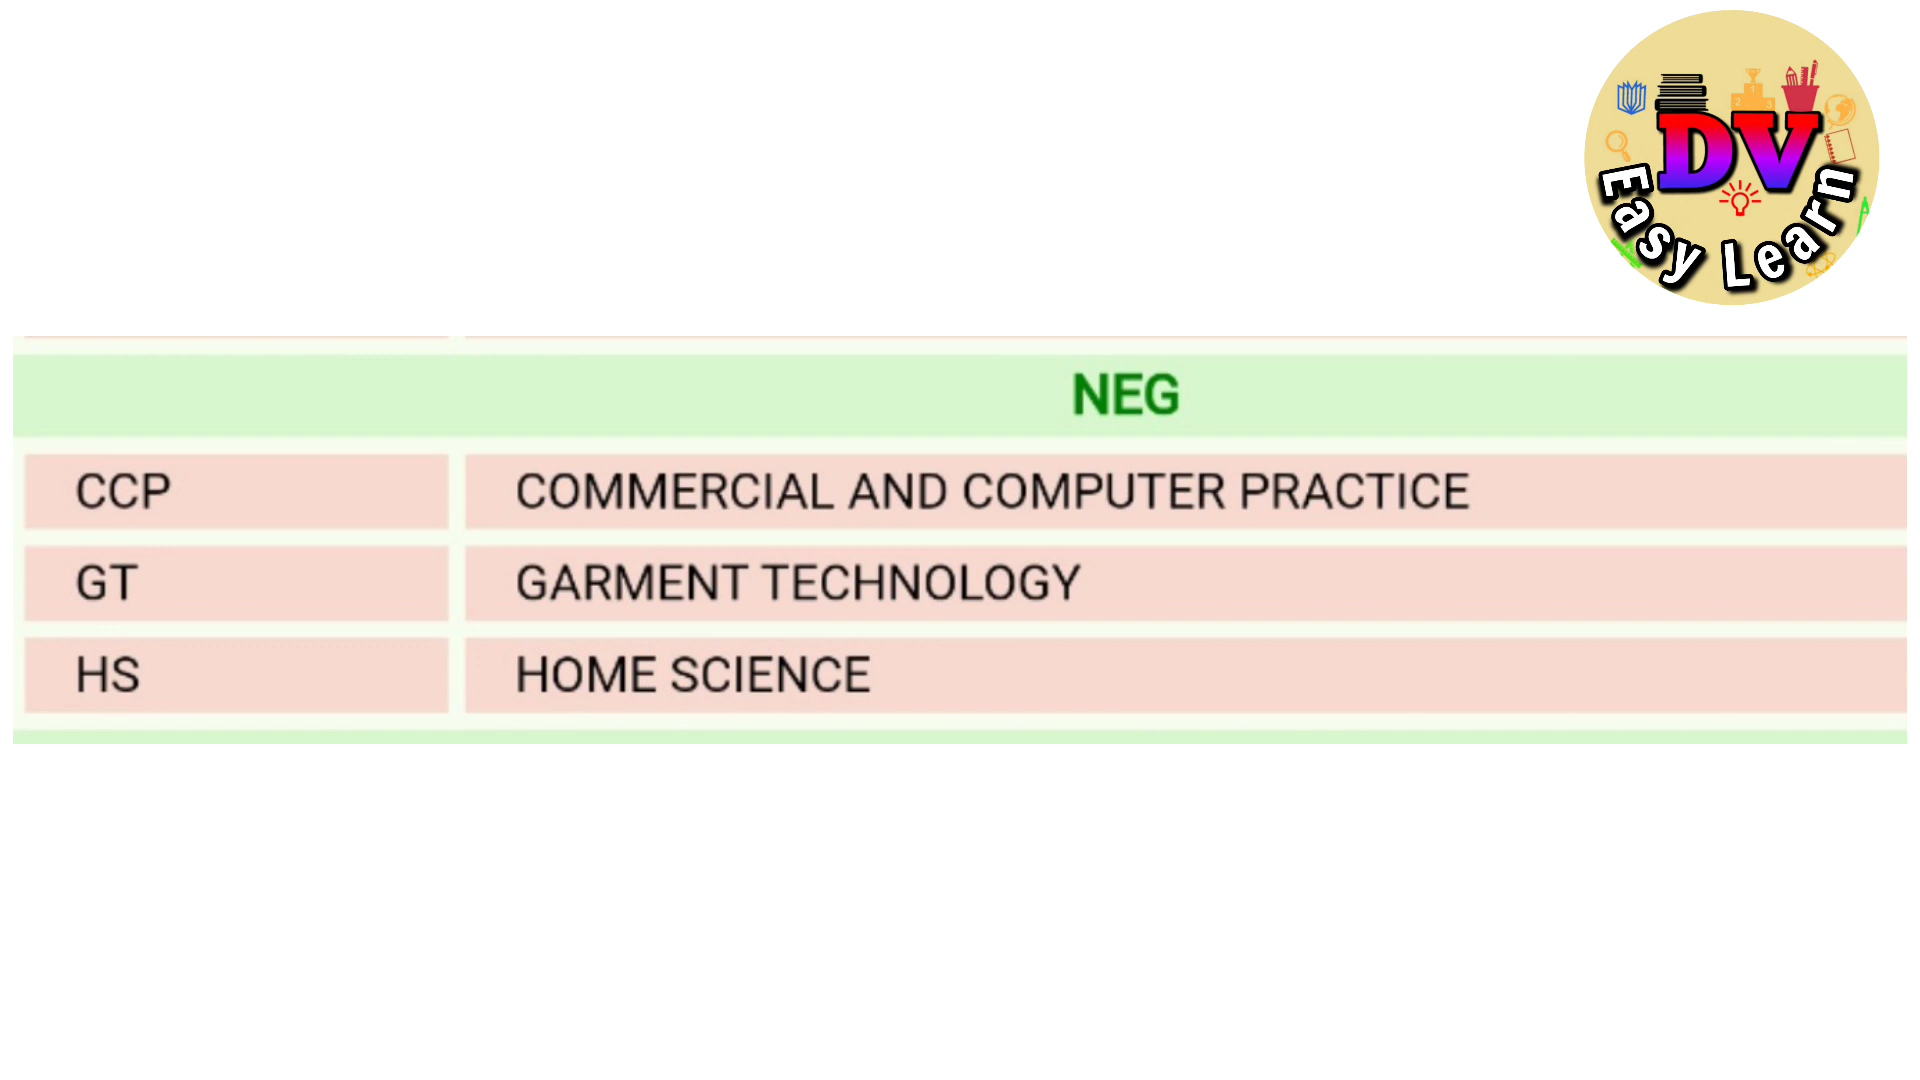 DV
Easy Learn
NEG
CCP COMMERCIAL AND COMPUTER PRACTICE
GT GARMENT TECHNOLOGY
HS HOME SCIENCE